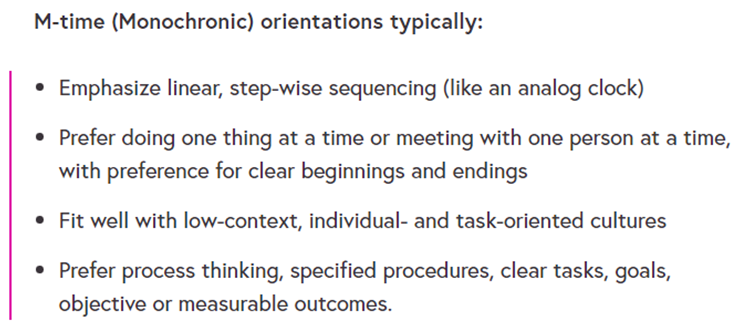 M-time (Monochronic) orientations typically:
• Emphasize linear, step-wise sequencing (like an analog clock)
• Prefer doing one thing at a time or meeting with one person at a time,
with preference for clear beginnings and endings
• Fit well with low-context, individual- and task-oriented cultures
• Prefer process thinking, specified procedures, clear tasks, goals,
objective or measurable outcomes.